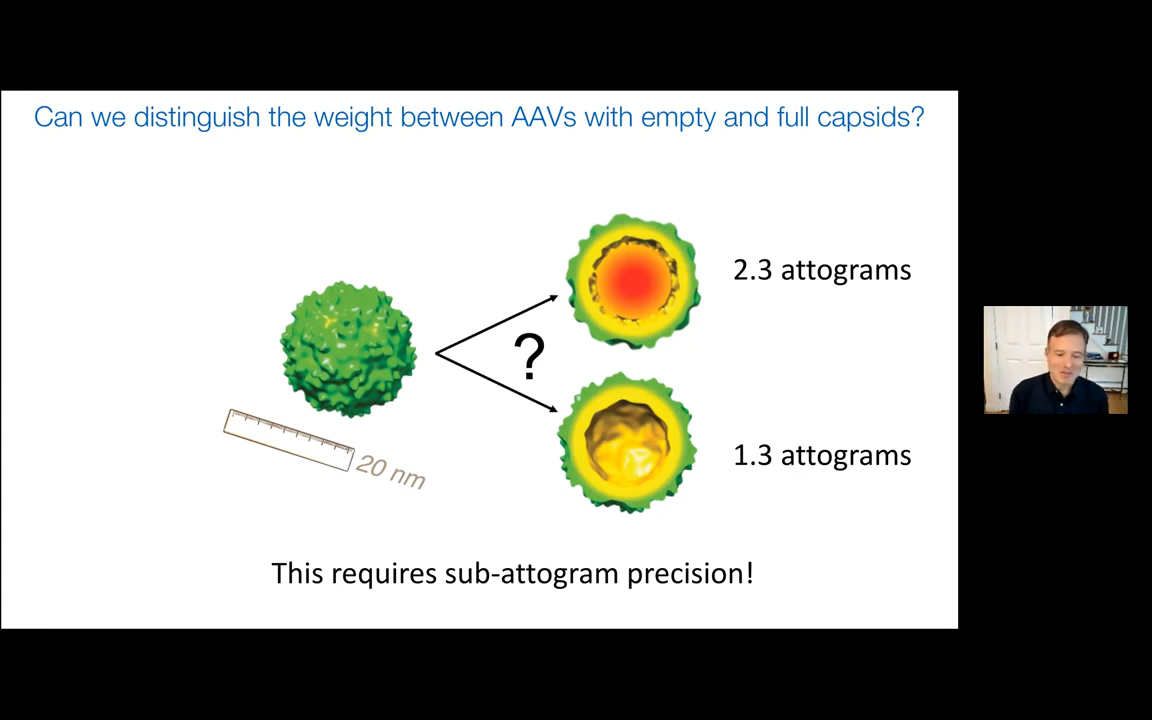 Can we distinguish the weight between AAVs with empty and full capsids?
2.3 attograms
?
20 nm
1.3 attograms
This requires sub-attogram precision!